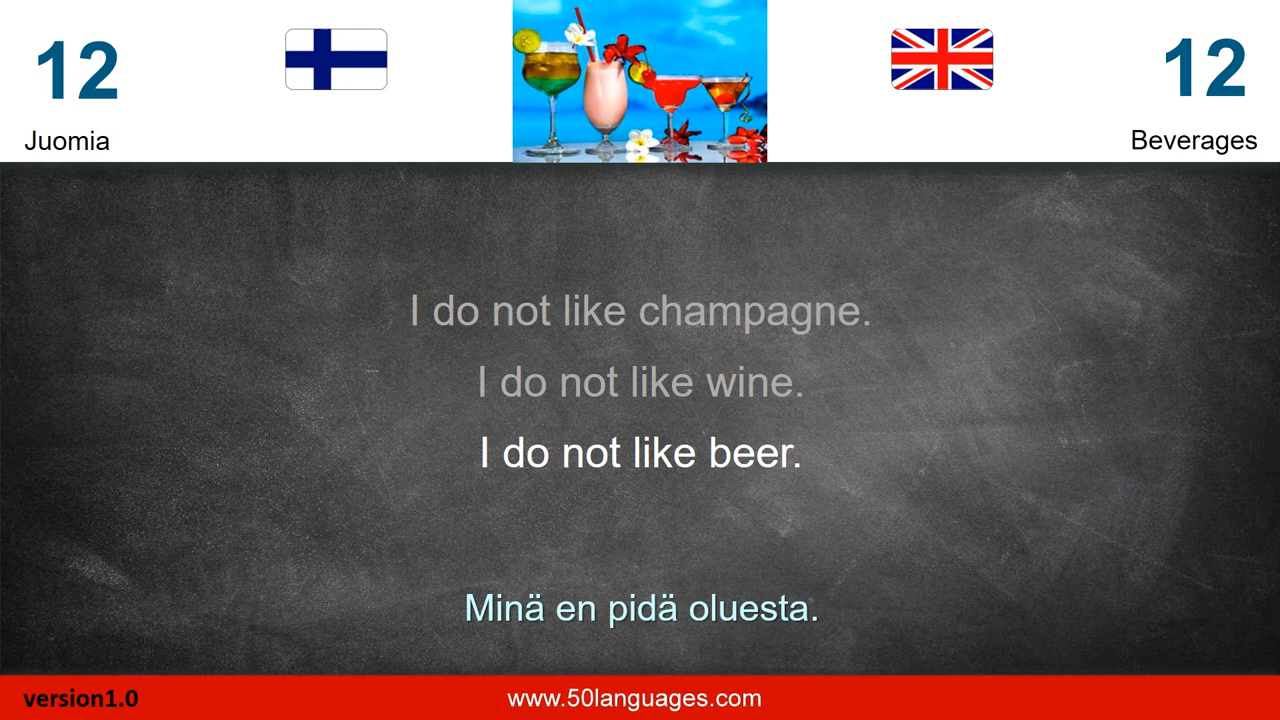 12
12
Juomia
Beverages
I do not like champagne.
I do not like wine.
I do not like beer.
Minä en pidä oluesta.
version1.0
www.50languages.com